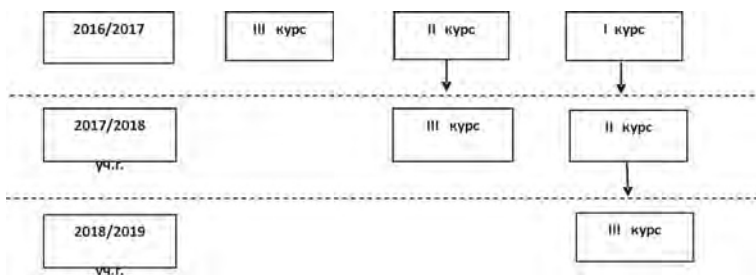 2016/2017
III курс
II курс
I курс
2017/2018
уч.г.
III курс
II курс
2018/2019
уч.г.
III курс